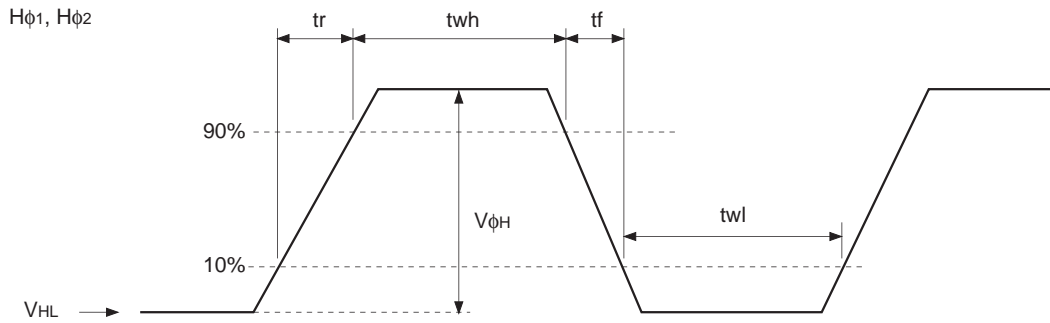 Hϕ1, Hϕ2
tr twh tf
90%
VϕH
twl
10%
VHL